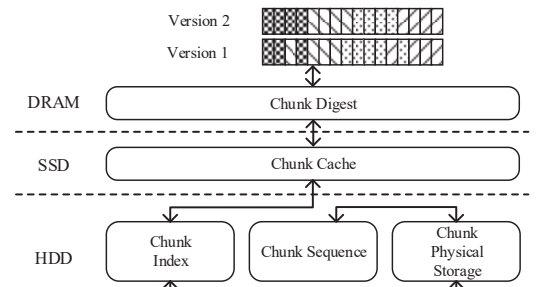 Version 2
Version 1
DRAM
Chunk Digest
SSD
Chunk Cache
HDD
Chunk
Index
Chunk Sequence
Chunk
Physical
Storage